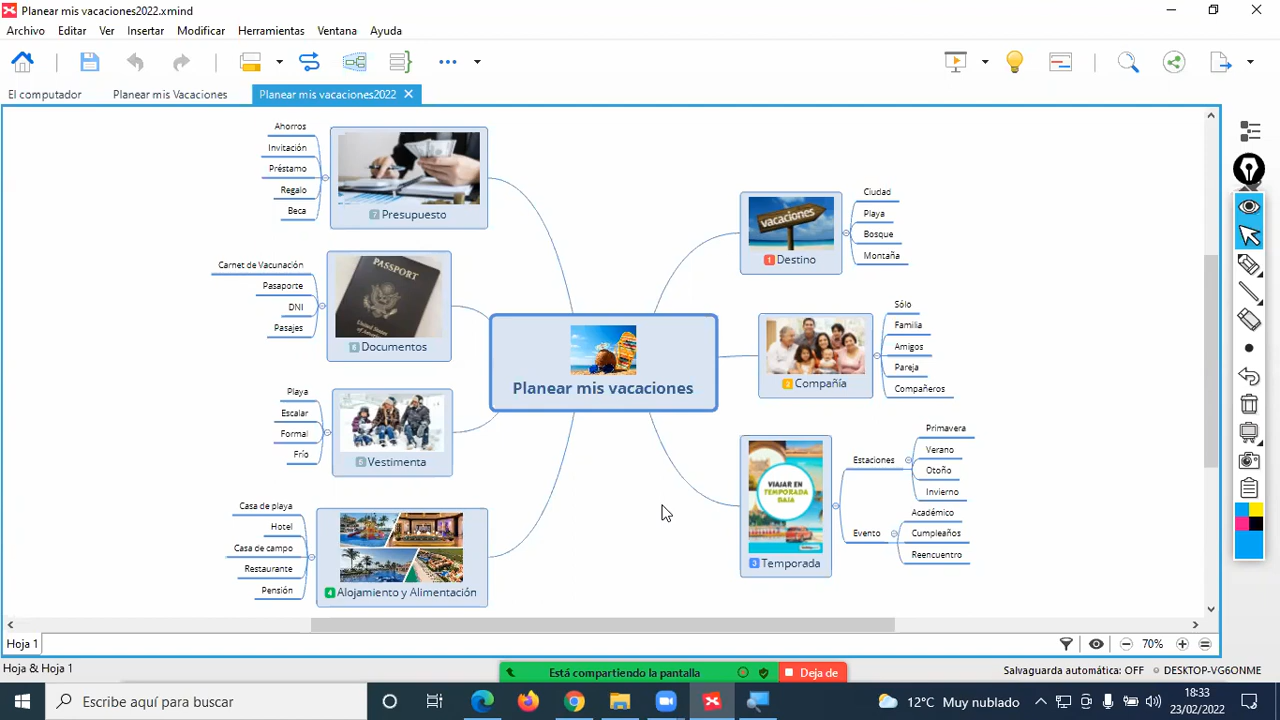 Planear mis vacaciones2022.xmind
Archivo Editar Ver Insertar Modificar Herramientas Ventana Ayuda
El computador Planear mis Vacaciones Planear mis vacaciones2022
Ahorros
Invitación
Préstamo
Regalo
Beca
7 Presupuesto
Carnet de Vacunación
Pasaporte
DNI
Pasajes
PASSPORT
United States
of America
6 Documentos
Playa
Escalar
Formal
Frío
Vestimenta
Casa de playa
Hotel
Casa de campo
Restaurante
Pensión
4 Alojamiento y Alimentación
Planear mis vacaciones
vacaciones
1 Destino
Ciudad
Playa
Bosque
Montaña
2 Compañía
Sólo
Familia
Amigos
Pareja
Compañeros
VIAJAR EN
TEMPORADA
BAJA
3 Temporada
Estaciones
Primavera
Verano
Otoño
Invierno
Evento
Académico
Cumpleaños
Reencuentro
Hoja 1
70%
Hoja & Hoja 1
Está compartiendo la pantalla
Deja de
Salvaguarda automática: OFF
DESKTOP-VG6ONME
Escribe aquí para buscar
12°C Muy nublado
18:33
23/02/2022